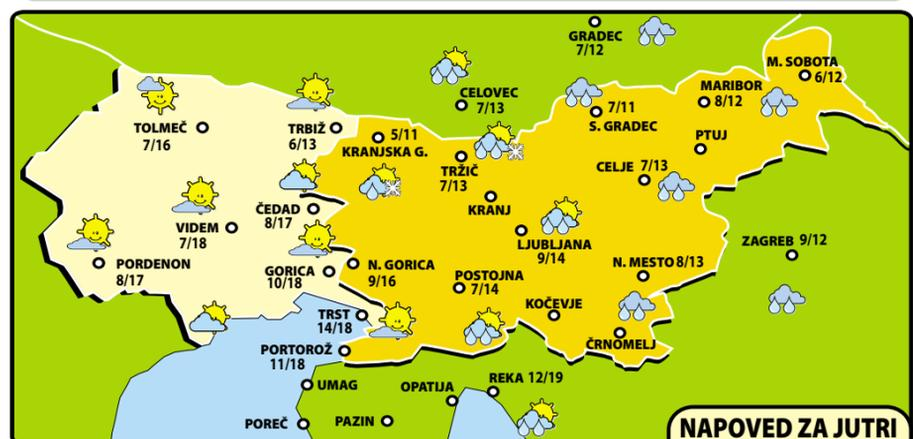 GRADEC
7/12
M. SOBOTA
6/12
CELOVEC
7/13
MARIBOR
8/12
7/11
S. GRADEC
TOLMEČ
7/16
TRBIŽ
6/13
5/11
KRANJSKA G.
PTUJ
TRŽIČ
7/13
CELJE 7/13
KRANJ
ČEDAD
8/17
VIDEM
7/18
LJUBLJANA
9/14
ZAGREB 9/12
PORDENON
8/17
GORICA
10/18
N. GORICA
9/16
N. MESTO 8/13
POSTOJNA
7/14
KOČEVJE
TRST
14/18
ČRNOMELJ
PORTOROŽ
11/18
UMAG
OPATIJA
REKA 12/19
POREČ
PAZIN
NAPOVED ZA JUTRI